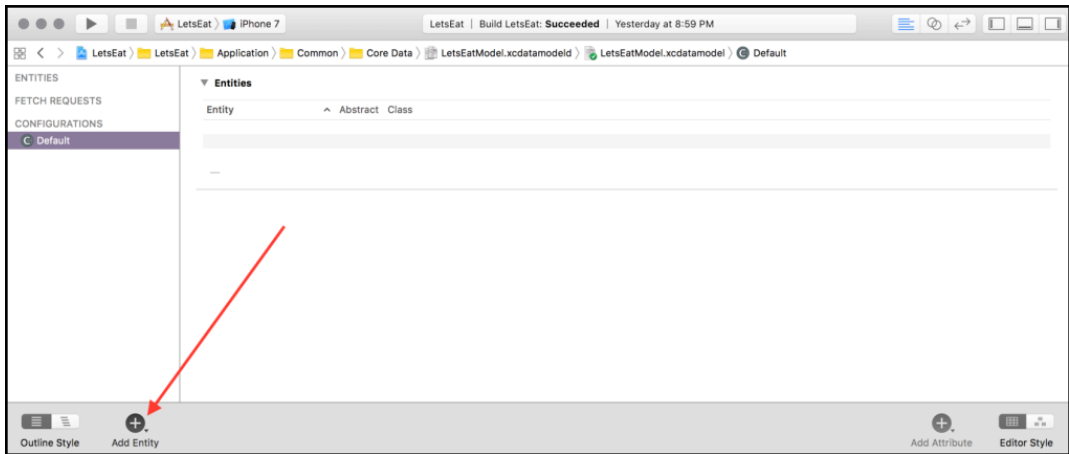 LetsEat 〉 iPhone 7
LetsEat | Build LetsEat: Succeeded | Yesterday at 8:59 PM
LetsEat 〉 LetsEat 〉 Application 〉 Common 〉 Core Data 〉 LetsEatModel.xcdatamodeld 〉 LetsEatModel.xcdatamodel 〉 C Default
ENTITIES
FETCH REQUESTS
CONFIGURATIONS
C Default
Entities
Entity Abstract Class
Outline Style Add Entity Add Attribute Editor Style